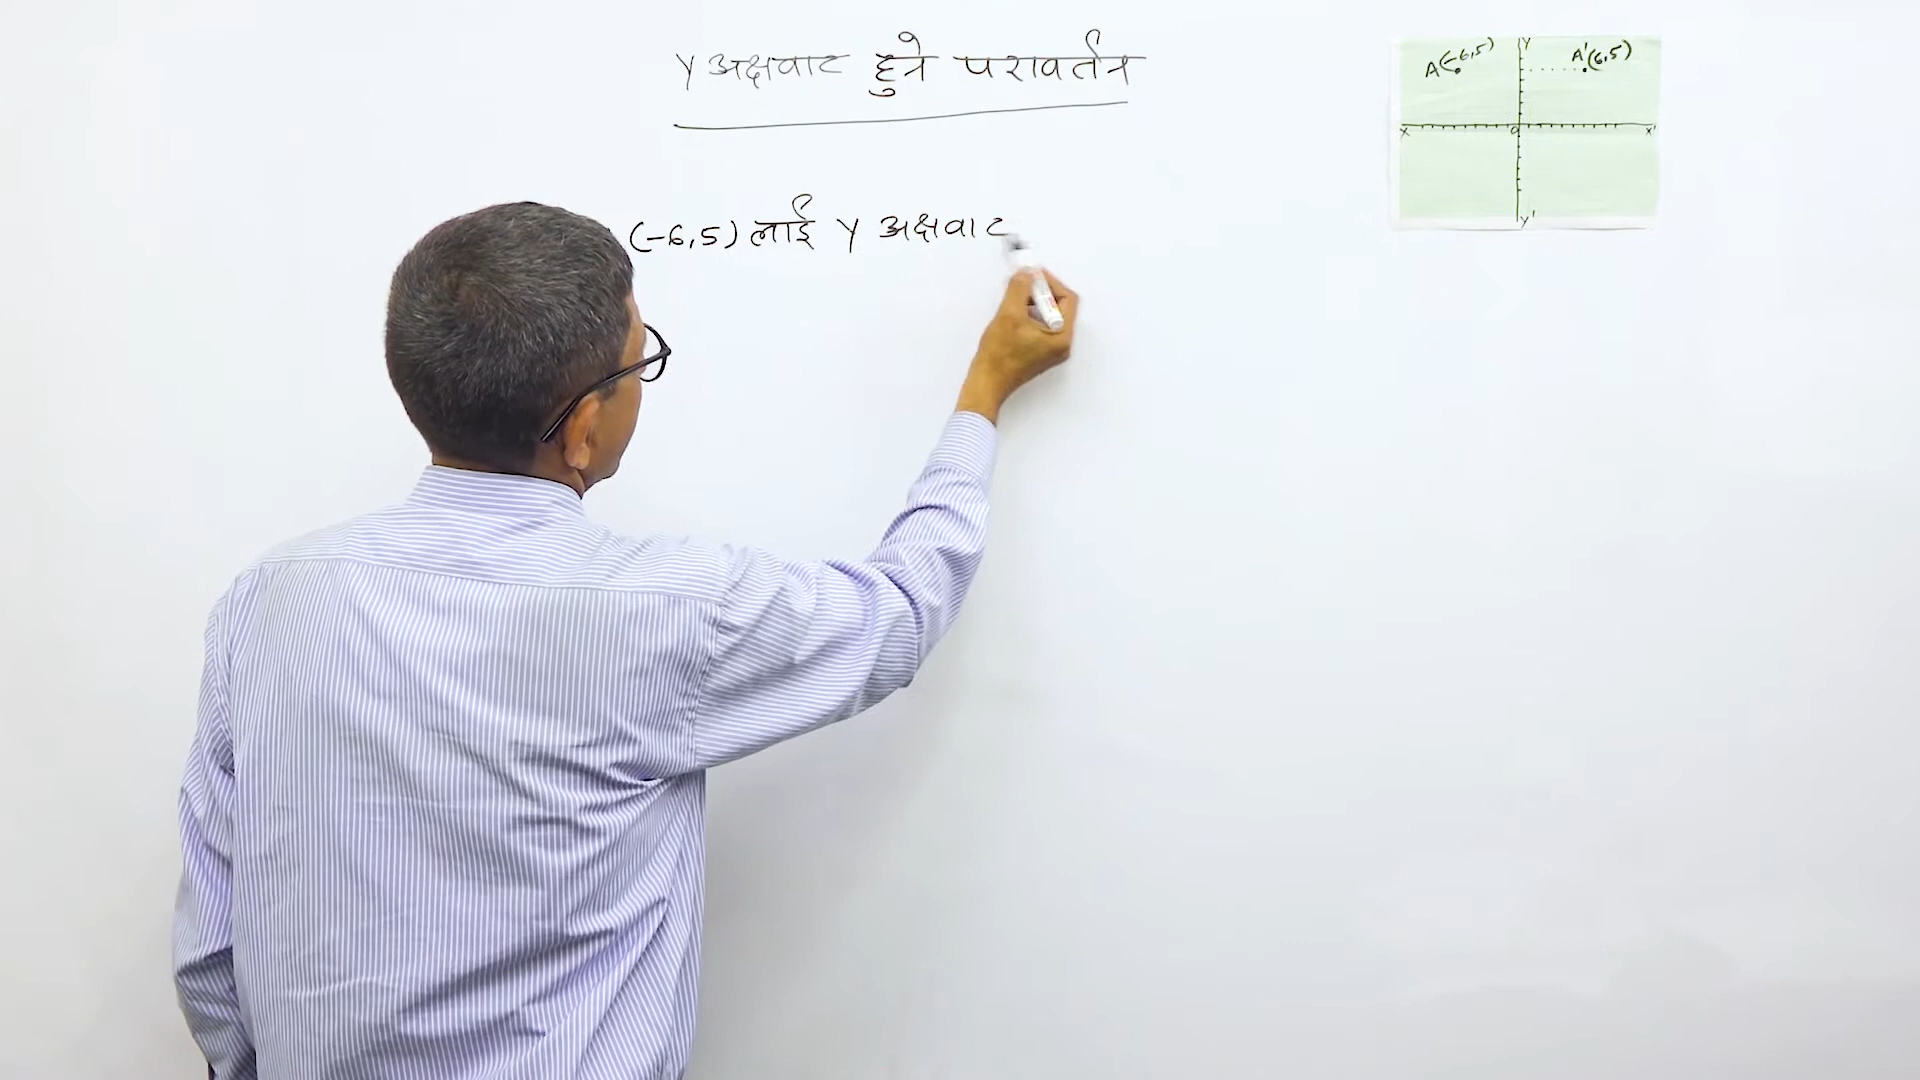 Y अक्षवाट हुने परावर्तन
(-6,5) लाई Y अक्षवाट
A(-6,5) Y A'(6,5)
X O X'
Y'